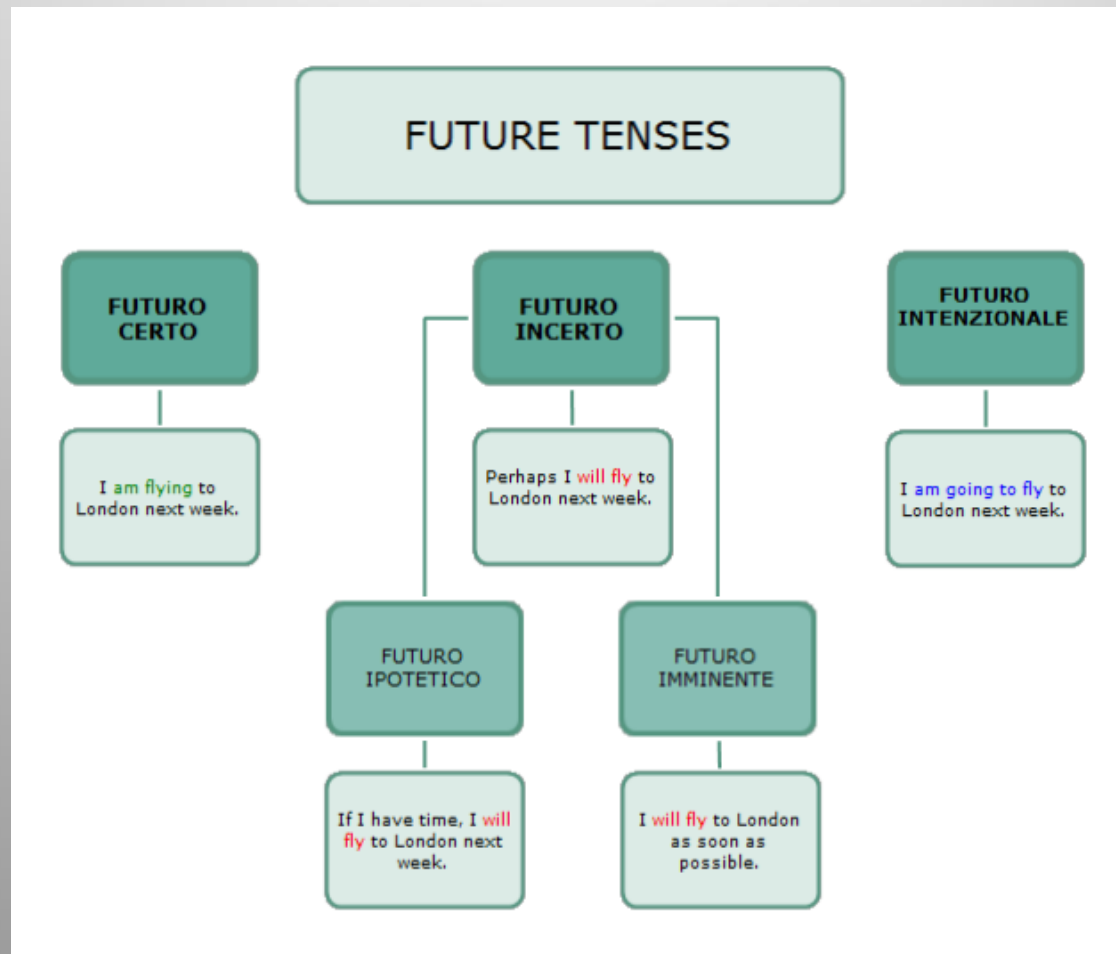 FUTURE TENSES
FUTURO
CERTO
I am flying to
London next week.
FUTURO
INCERTO
Perhaps I will fly to
London next week.
FUTURO
IPOTETICO
If I have time, I will
fly to London next
week.
FUTURO
IMMINENTE
I will fly to London
as soon as
possible.
FUTURO
INTENZIONALE
I am going to fly to
London next week.